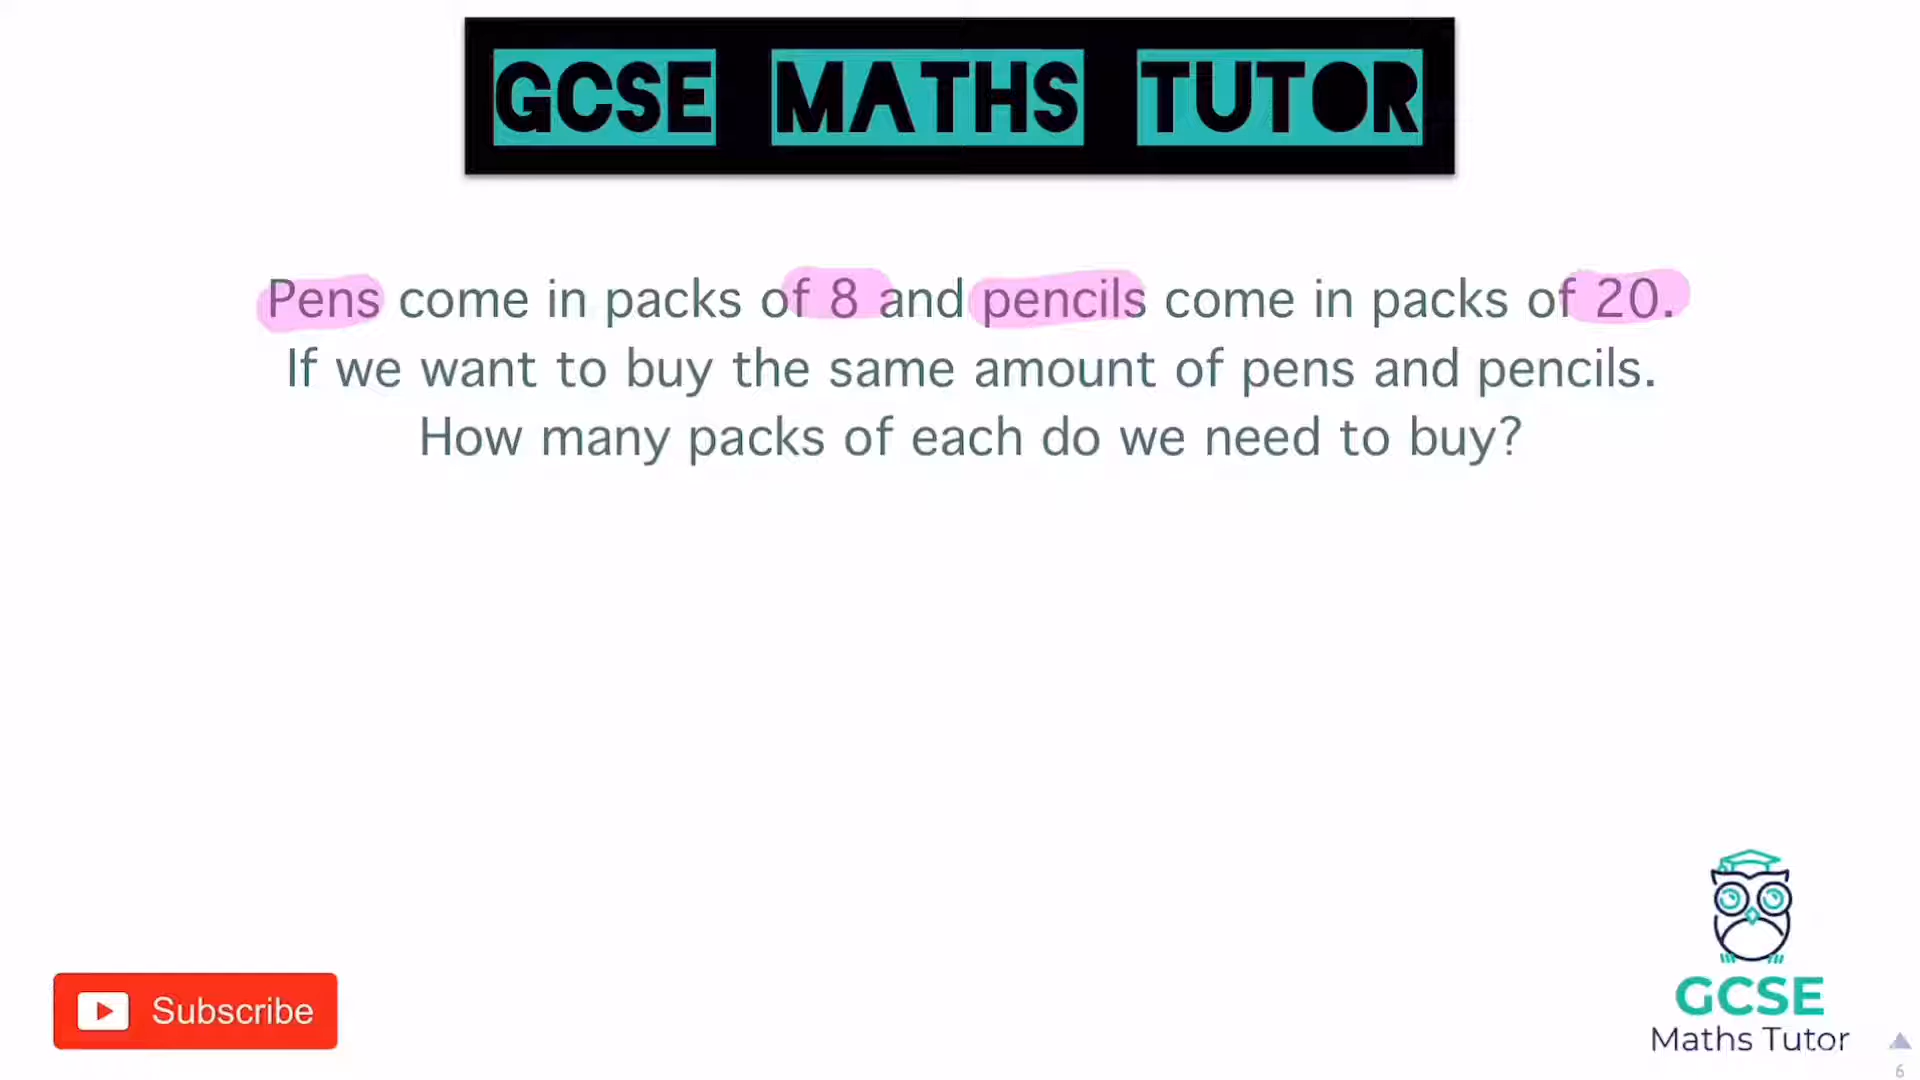 GCSE MATHS TUTOR
Pens come in packs of 8 and pencils come in packs of 20.
If we want to buy the same amount of pens and pencils.
How many packs of each do we need to buy?
Subscribe
GCSE
Maths Tutor
6